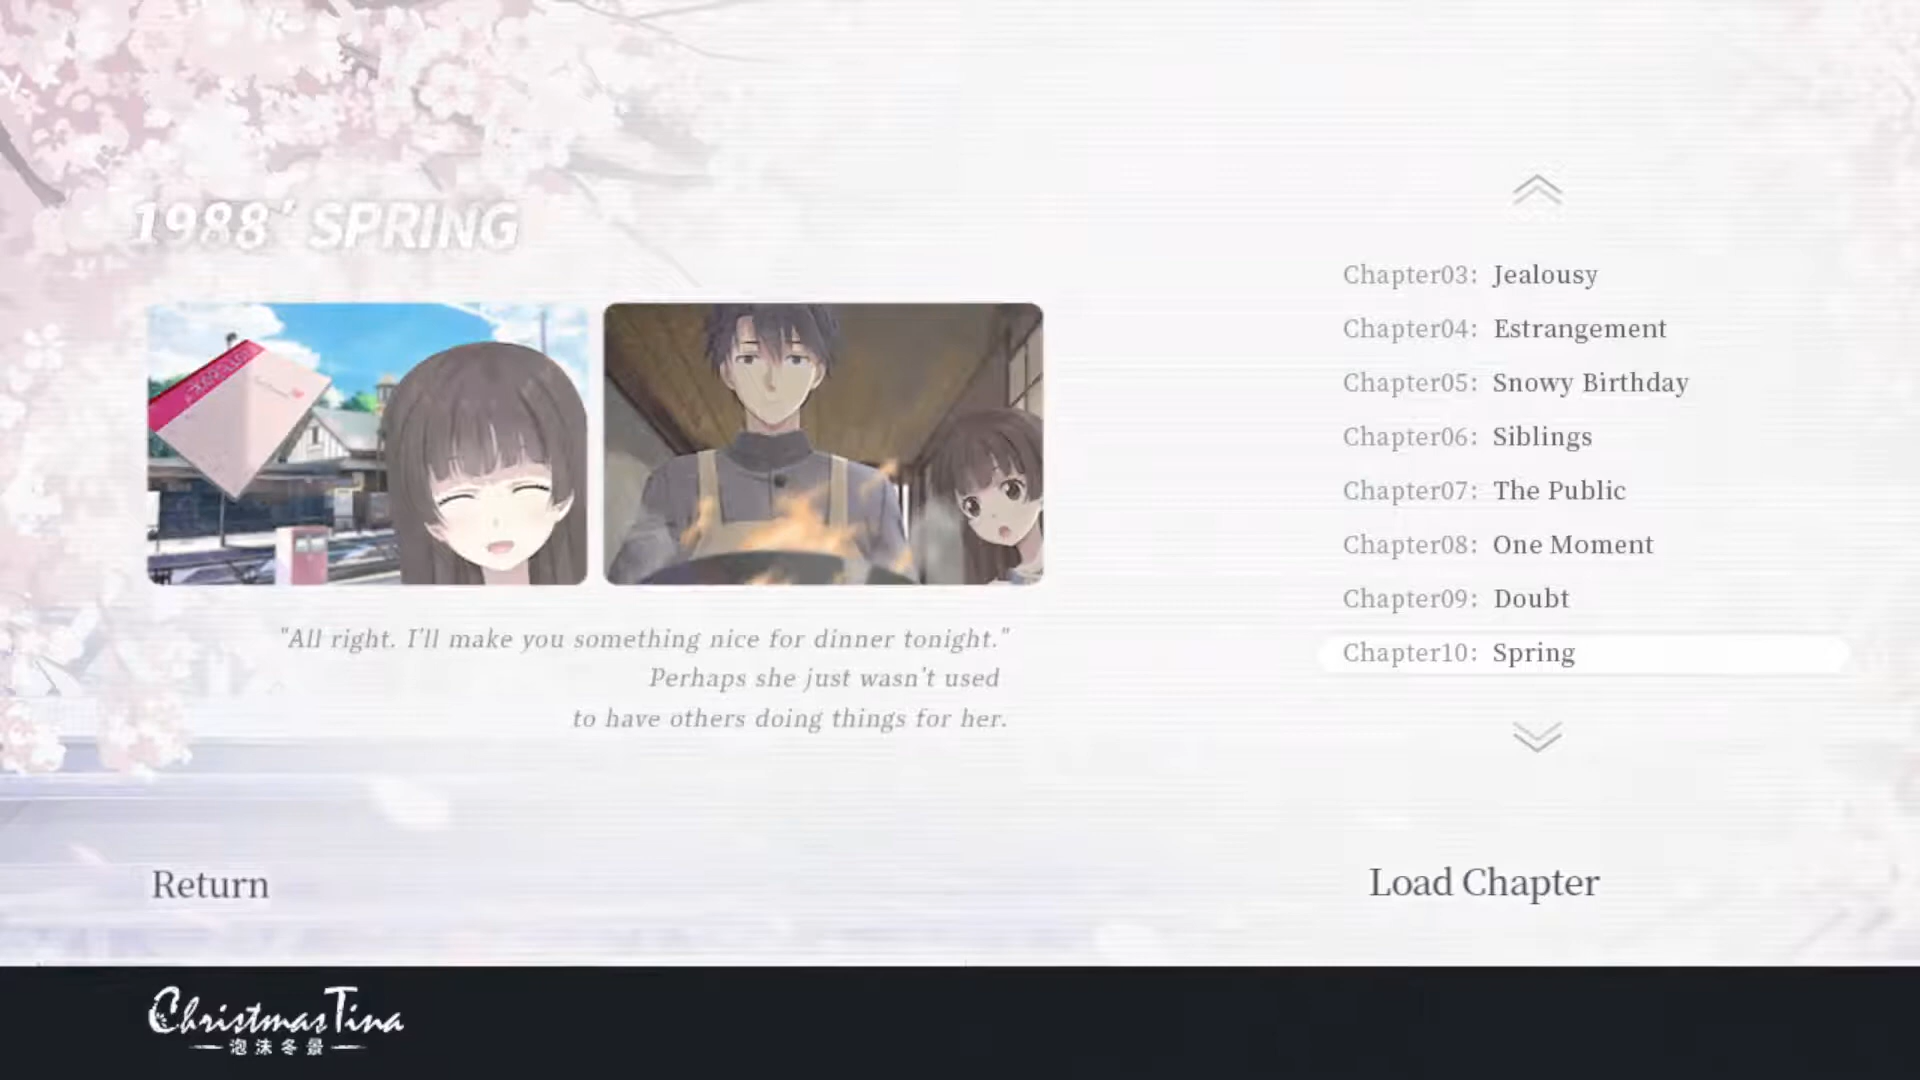 1988' SPRING
"All right. I'll make you something nice for dinner tonight."
Perhaps she just wasn't used
to have others doing things for her.
Chapter03: Jealousy
Chapter04: Estrangement
Chapter05: Snowy Birthday
Chapter06: Siblings
Chapter07: The Public
Chapter08: One Moment
Chapter09: Doubt
Chapter10: Spring
Return
Load Chapter
Christmas Tina
泡沫冬景